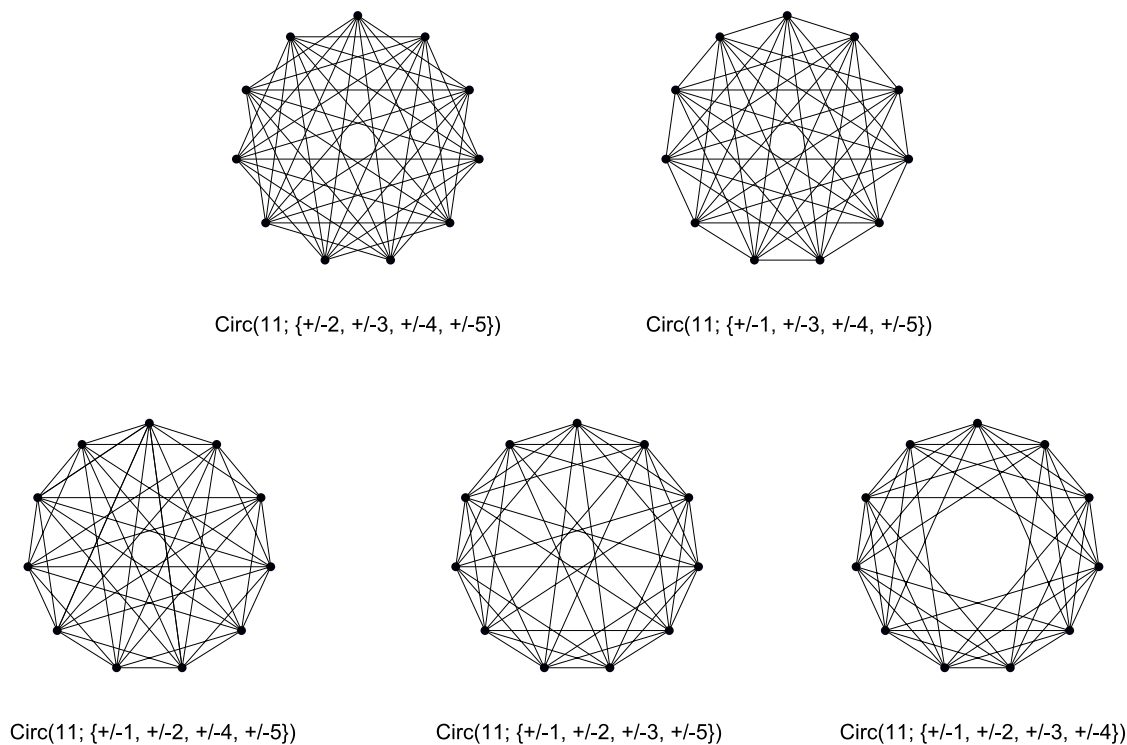 Circ(11; {+/-2, +/-3, +/-4, +/-5})
Circ(11; {+/-1, +/-3, +/-4, +/-5})
Circ(11; {+/-1, +/-2, +/-4, +/-5})
Circ(11; {+/-1, +/-2, +/-3, +/-5})
Circ(11; {+/-1, +/-2, +/-3, +/-4})